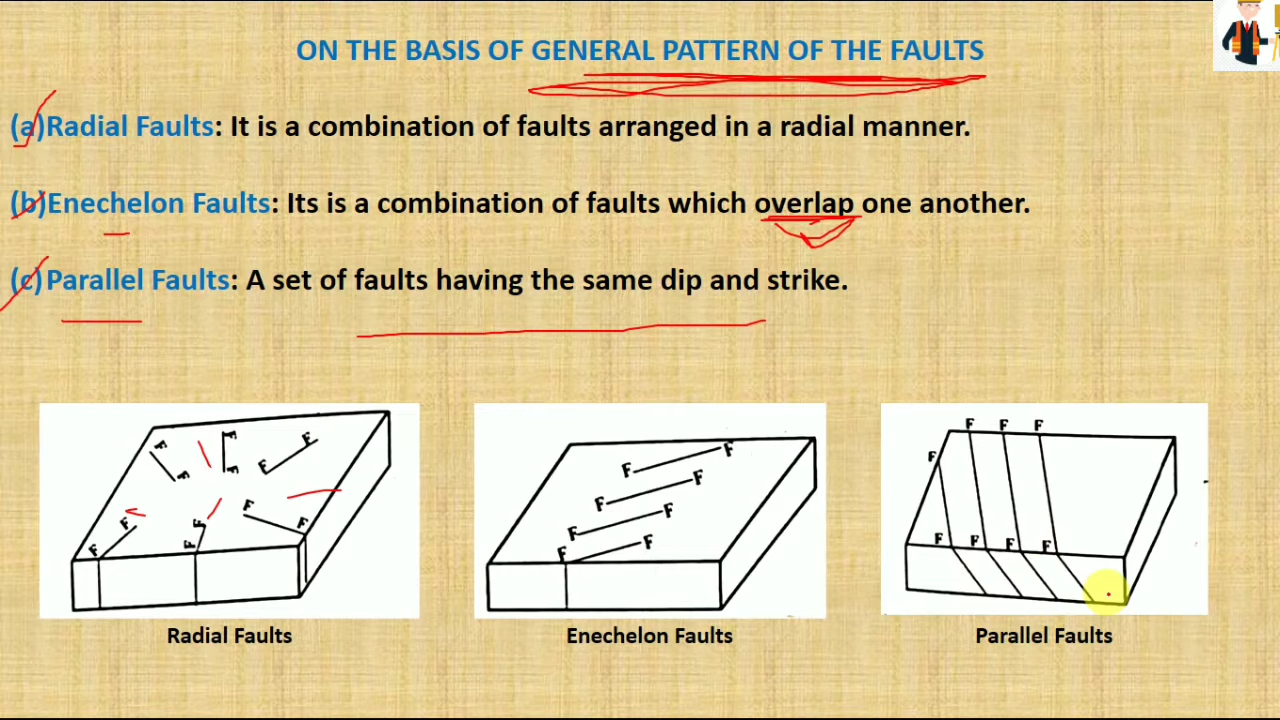 ON THE BASIS OF GENERAL PATTERN OF THE FAULTS
(a)Radial Faults: It is a combination of faults arranged in a radial manner.
(b)Enechelon Faults: Its is a combination of faults which overlap one another.
(c)Parallel Faults: A set of faults having the same dip and strike.
F F F F F F
F F F F F F
F F F F
F F F F
F F F F
F F F F
Radial Faults
Enechelon Faults
Parallel Faults